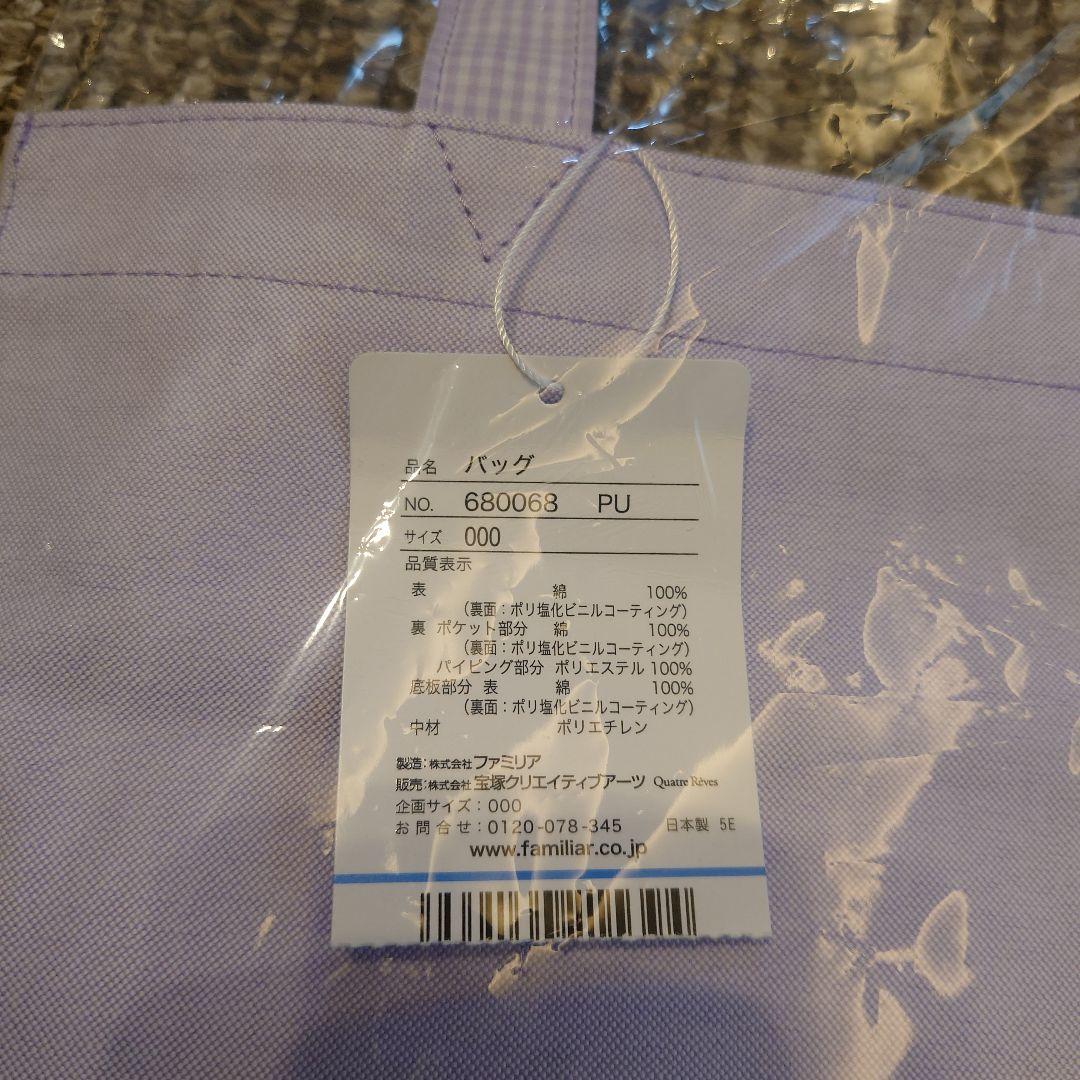 品名 バッグ
NO. 680068 PU
サイズ 000
品質表示
表 綿 100%
(裏面：ポリ塩化ビニルコーティング)
裏 ポケット部分 綿 100%
(裏面：ポリ塩化ビニルコーティング)
パイピング部分 ポリエステル 100%
底板部分 表 綿 100%
(裏面：ポリ塩化ビニルコーティング)
中材 ポリエチレン
製造：株式会社ファミリア
販売：株式会社宝塚クリエイティブアーツ Quatre Rêves
企画サイズ：000
お問合せ：0120-078-345 日本製 5E
www.familiar.co.jp